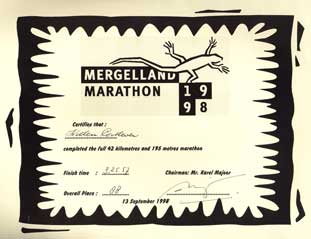 MERGELLAND
MARATHON
19
98
Certifies that :
completed the full 42 kilometres and 195 metres marathon
Finish time :
Chairman: Mr. Karel Majoor
Overall Place :
13 September 1998